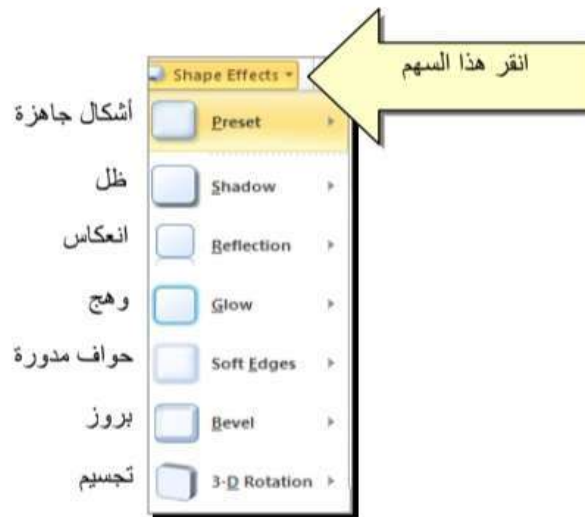 انقر هذا السهم
Shape Effects
أشكال جاهزة Preset
ظل Shadow
انعكاس Reflection
وهج Glow
حواف مدورة Soft Edges
بروز Bevel
تجسيم 3-D Rotation